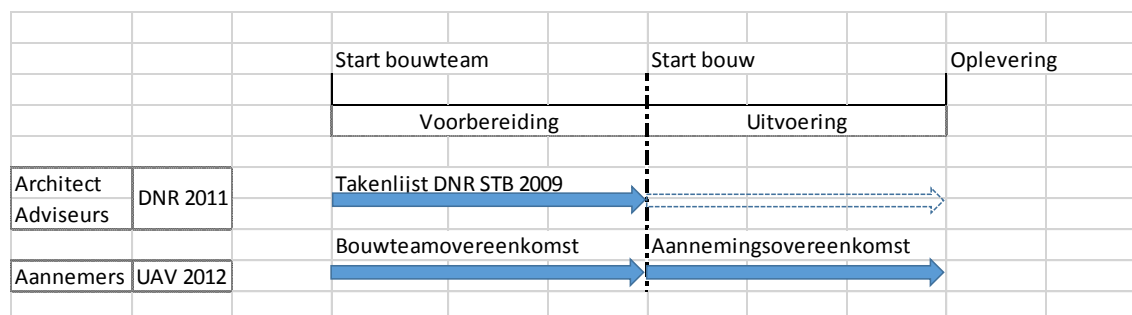 Start bouwteam Start bouw Oplevering
Voorbereiding Uitvoering
Architect
Adviseurs
DNR 2011
Takenlijst DNR STB 2009
Bouwteamovereenkomst Aannemingsovereenkomst
Aannemers UAV 2012